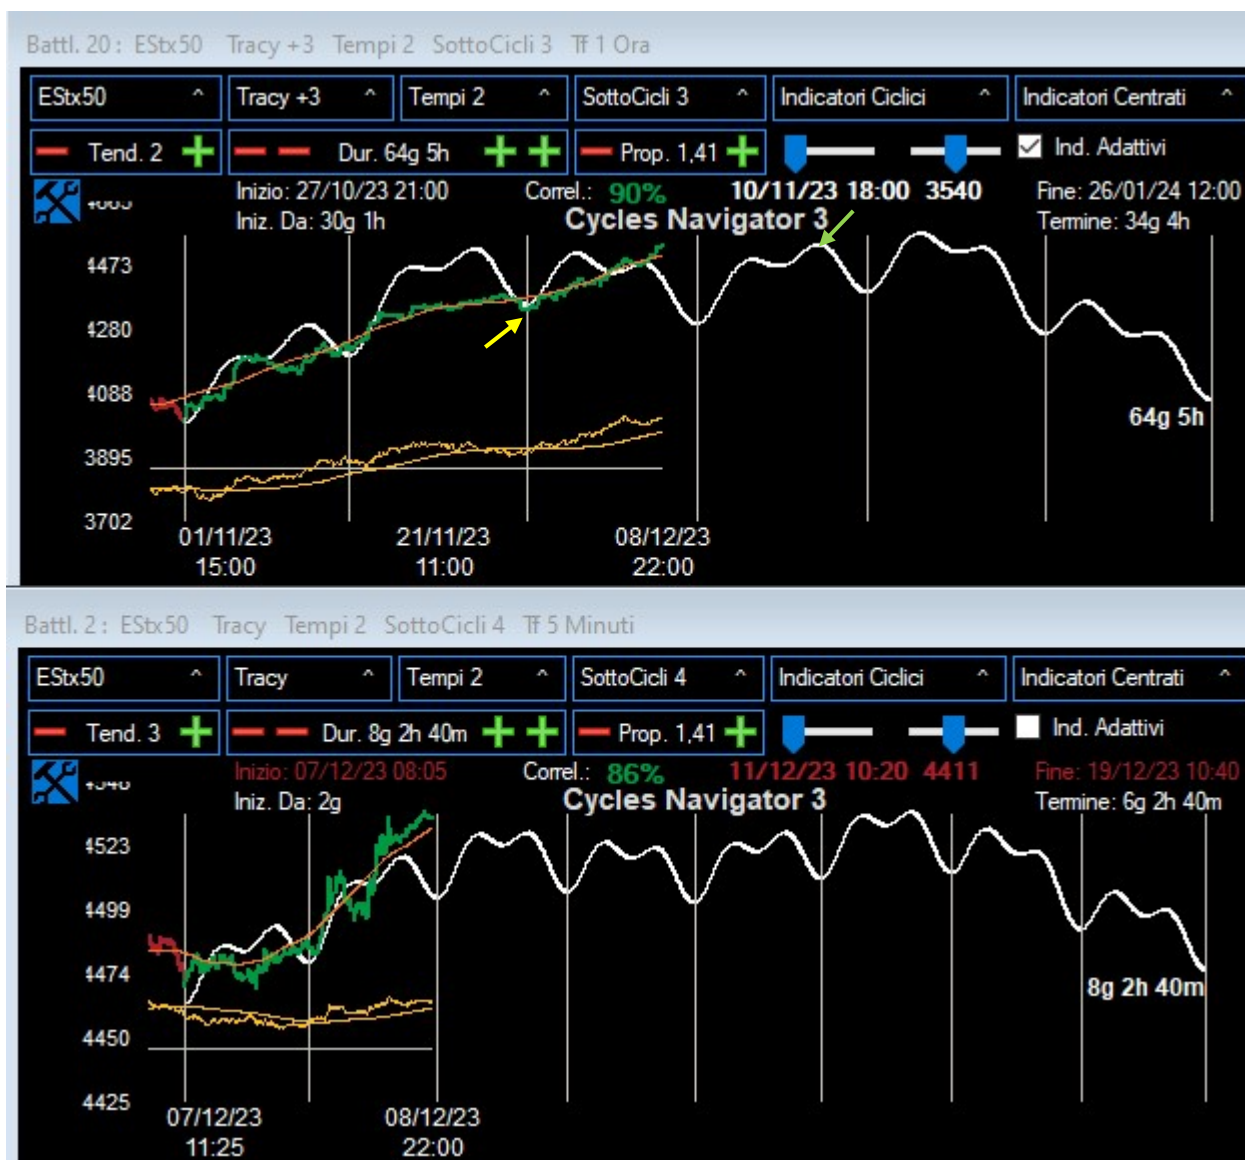 Battl. 20 : EStx50 Tracy +3 Tempi 2 SottoCicli 3 Tf 1 Ora
EStx50 ^ Tracy +3 ^ Tempi 2 ^ SottoCicli 3 ^ Indicatori Ciclici ^ Indicatori Centrati ^
Tend. 2 Dur. 64g 5h Prop. 1,41 Ind. Adattivi
Inizio: 27/10/23 21:00 Correl.: 90% 10/11/23 18:00 3540 Fine: 26/01/24 12:00
Iniz. Da: 30g 1h Cycles Navigator 3 Termine: 34g 4h
4473
4280
4088
64g 5h
3895
3702
01/11/23 21/11/23 08/12/23
15:00 11:00 22:00
Battl. 2 : EStx50 Tracy Tempi 2 SottoCicli 4 Tf 5 Minuti
EStx50 ^ Tracy ^ Tempi 2 ^ SottoCicli 4 ^ Indicatori Ciclici ^ Indicatori Centrati ^
Tend. 3 Dur. 8g 2h 40m Prop. 1,41 Ind. Adattivi
Inizio: 07/12/23 08:05 Correl.: 86% 11/12/23 10:20 4411 Fine: 19/12/23 10:40
Iniz. Da: 2g Cycles Navigator 3 Termine: 6g 2h 40m
4523
4499
4474
8g 2h 40m
4450
4425
07/12/23 08/12/23
11:25 22:00